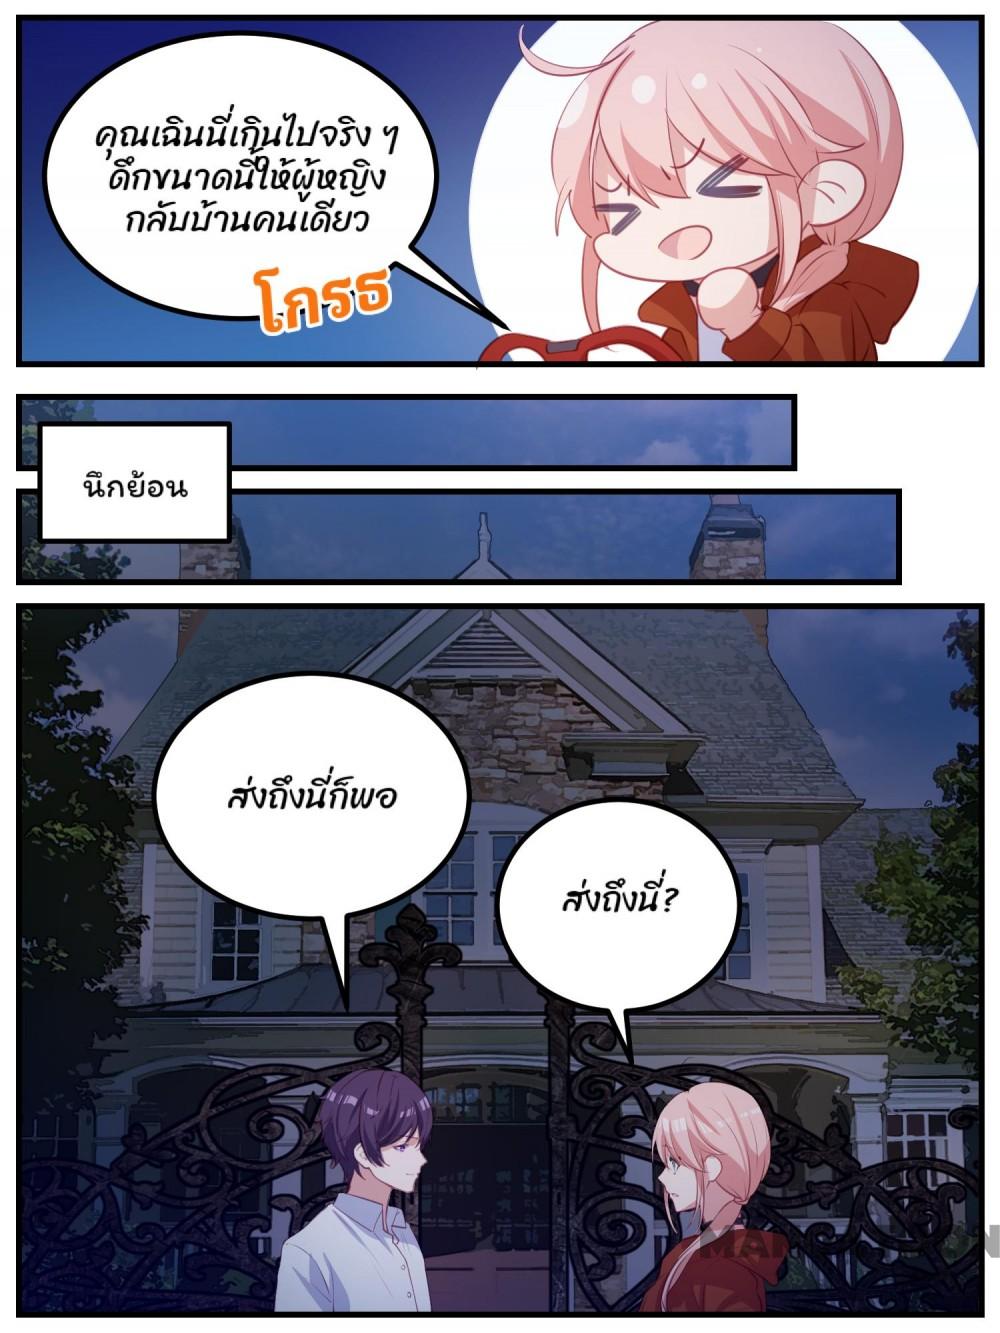 คุณเฉินนี่เกินไปจริง ๆ
ดึกขนาดนี้ให้ผู้หญิง
กลับบ้านคนเดียว
โกรธ
นึกย้อน
ส่งถึงนี่ก็พอ
ส่งถึงนี่?